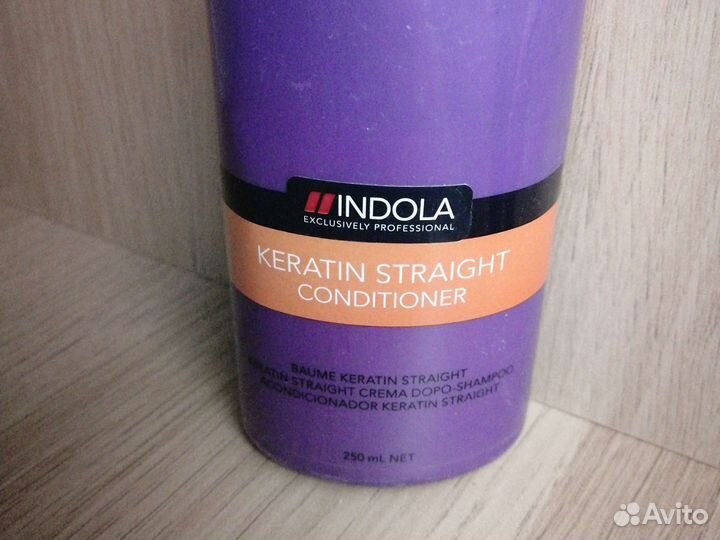 INDOLA
EXCLUSIVELY PROFESSIONAL
KERATIN STRAIGHT
CONDITIONER
BAUME KERATIN STRAIGHT
KERATIN STRAIGHT CREMA DOPO-SHAMPOO
ACONDICIONADOR KERATIN STRAIGHT
250 mL NET
Avito